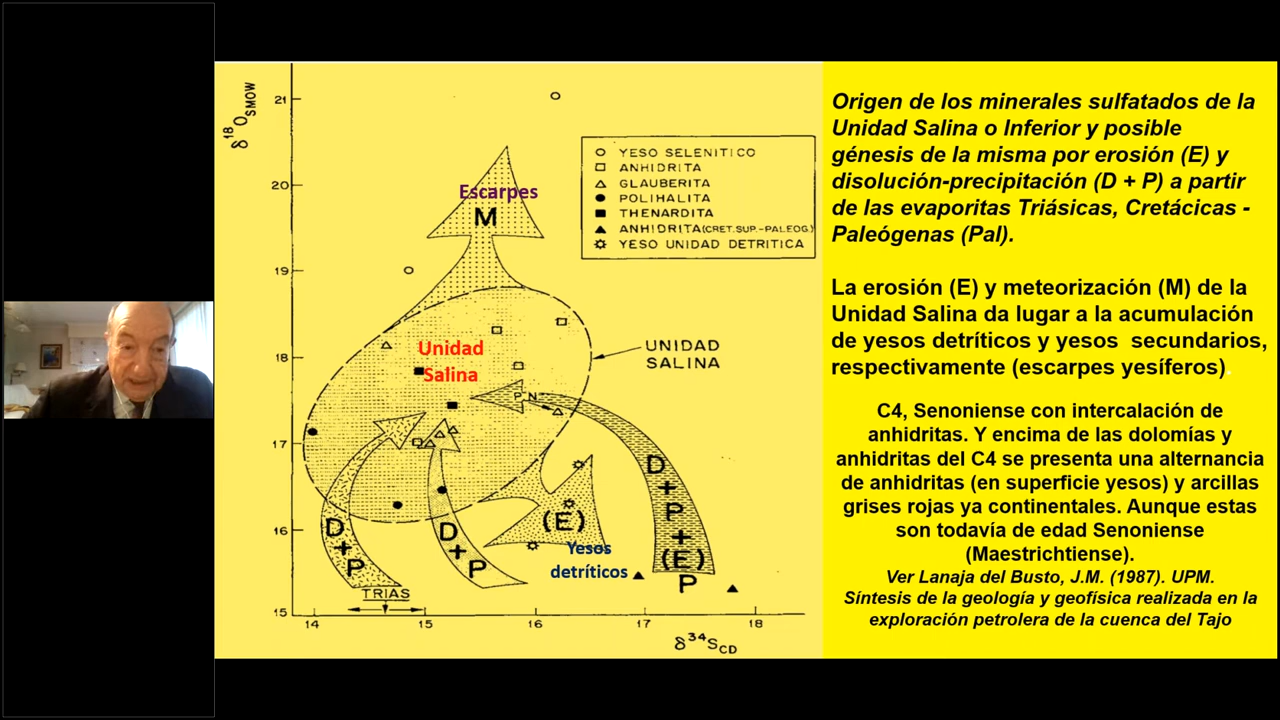 δ18O SMOW
21
20
19
18
17
16
15
14
15
16
17
18
δ34S CD
YESO SELENITICO
ANHIDRITA
GLAUBERITA
POLIHALITA
THENARDITA
ANHIDRITA (CRET.SUP.-PALEOG.)
YESO UNIDAD DETRITICA
Escarpes
M
Unidad
Salina
UNIDAD
SALINA
P N
D
+
P
D
+
P
(E)
Yesos
detríticos
D
+
P
+
(E)
P
TRIAS
Origen de los minerales sulfatados de la
Unidad Salina o Inferior y posible
génesis de la misma por erosión (E) y
disolución-precipitación (D + P) a partir
de las evaporitas Triásicas, Cretácicas -
Paleógenas (Pal).
La erosión (E) y meteorización (M) de la
Unidad Salina da lugar a la acumulación
de yesos detríticos y yesos secundarios,
respectivamente (escarpes yesíferos)
C4, Senoniense con intercalación de
anhidritas. Y encima de las dolomías y
anhidritas del C4 se presenta una alternancia
de anhidritas (en superficie yesos) y arcillas
grises rojas ya continentales. Aunque estas
son todavía de edad Senoniense
(Maestrichtiense).
Ver Lanaja del Busto, J.M. (1987). UPM.
Síntesis de la geología y geofísica realizada en la
exploración petrolera de la cuenca del Tajo